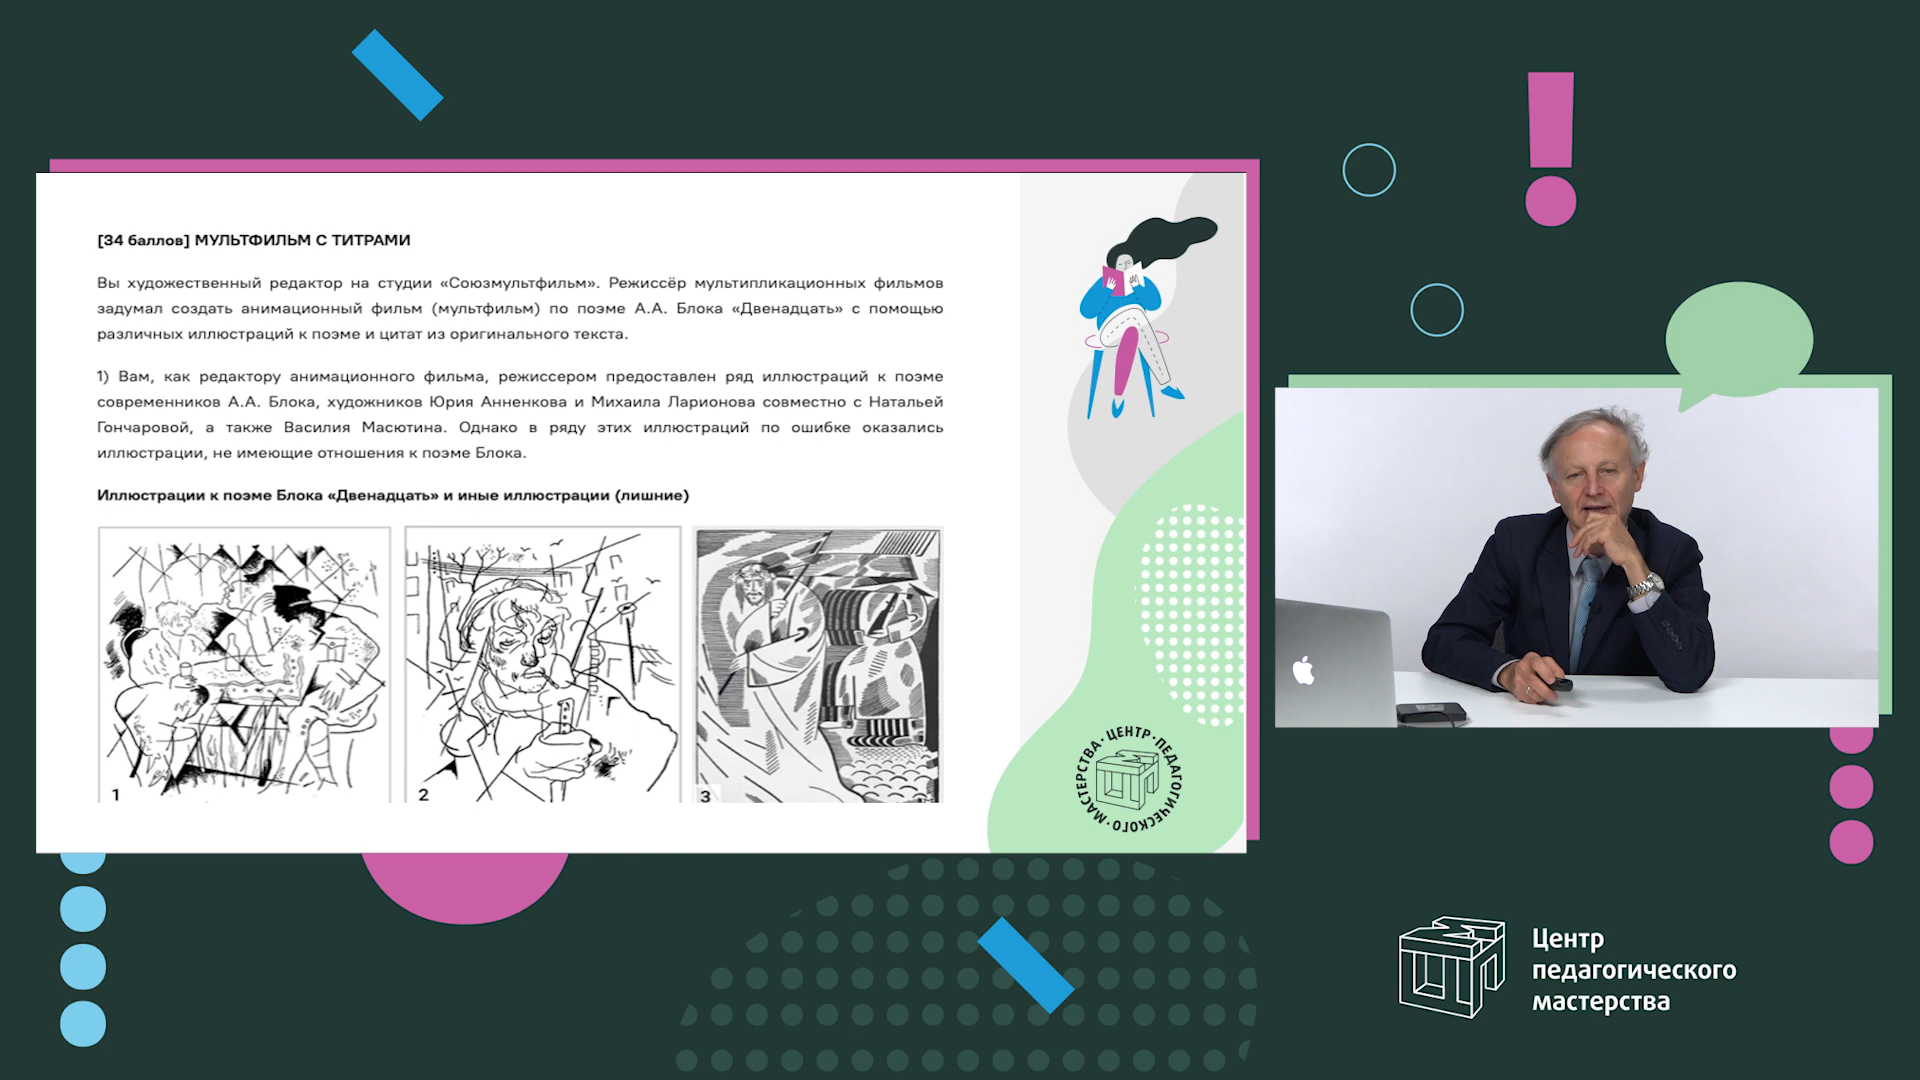 [34 баллов] МУЛЬТФИЛЬМ С ТИТРАМИ
Вы художественный редактор на студии «Союзмультфильм». Режиссёр мультипликационных фильмов
задумал создать анимационный фильм (мультфильм) по поэме А.А. Блока «Двенадцать» с помощью
различных иллюстраций к поэме и цитат из оригинального текста.
1) Вам, как редактору анимационного фильма, режиссером предоставлен ряд иллюстраций к поэме
современников А.А. Блока, художников Юрия Анненкова и Михаила Ларионова совместно с Натальей
Гончаровой, а также Василия Масютина. Однако в ряду этих иллюстраций по ошибке оказались
иллюстрации, не имеющие отношения к поэме Блока.
Иллюстрации к поэме Блока «Двенадцать» и иные иллюстрации (лишние)
1
2
3
ЦЕНТР·ПЕДАГОГИЧЕСКОГО·МАСТЕРСТВА·
Центр
педагогического
мастерства